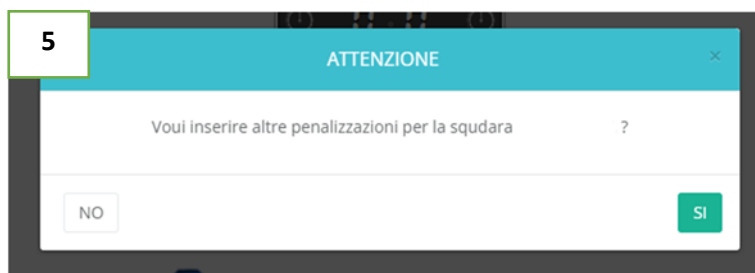 5
ATTENZIONE ×
Voui inserire altre penalizzazioni per la squdara ?
NO SI